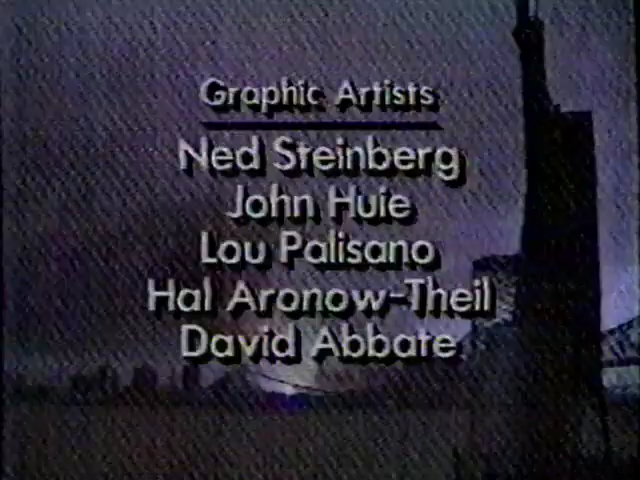 Graphic Artists
Ned Steinberg
John Huie
Lou Palisano
Hal Aronow-Theil
David Abbate